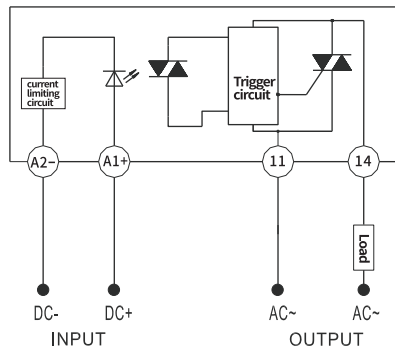 current
limiting
circuit
Trigger
circuit
A2-
A1+
11
14
Load
DC-
DC+
AC~
AC~
INPUT
OUTPUT